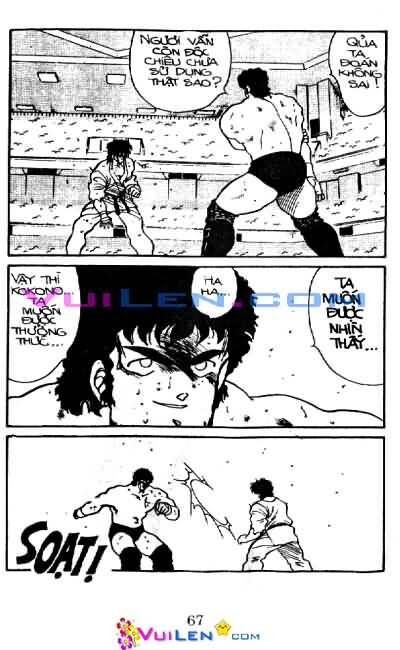 QUẢ TA
ĐOÁN
KHÔNG
SAI!
NGƯƠI VẪN
CÒN ĐỘC
CHIÊU CHƯA
SỬ DỤNG
THẬT SAO?
TA
MUỐN
ĐƯỢC
NHÌN
THẤY...
HA
HA...
VẬY THÌ
KOKONO...
TA
MUỐN
ĐƯỢC
THƯỞNG
THỨC...
VUILEN.COM
SOẠT!
67
VUILEN.COM